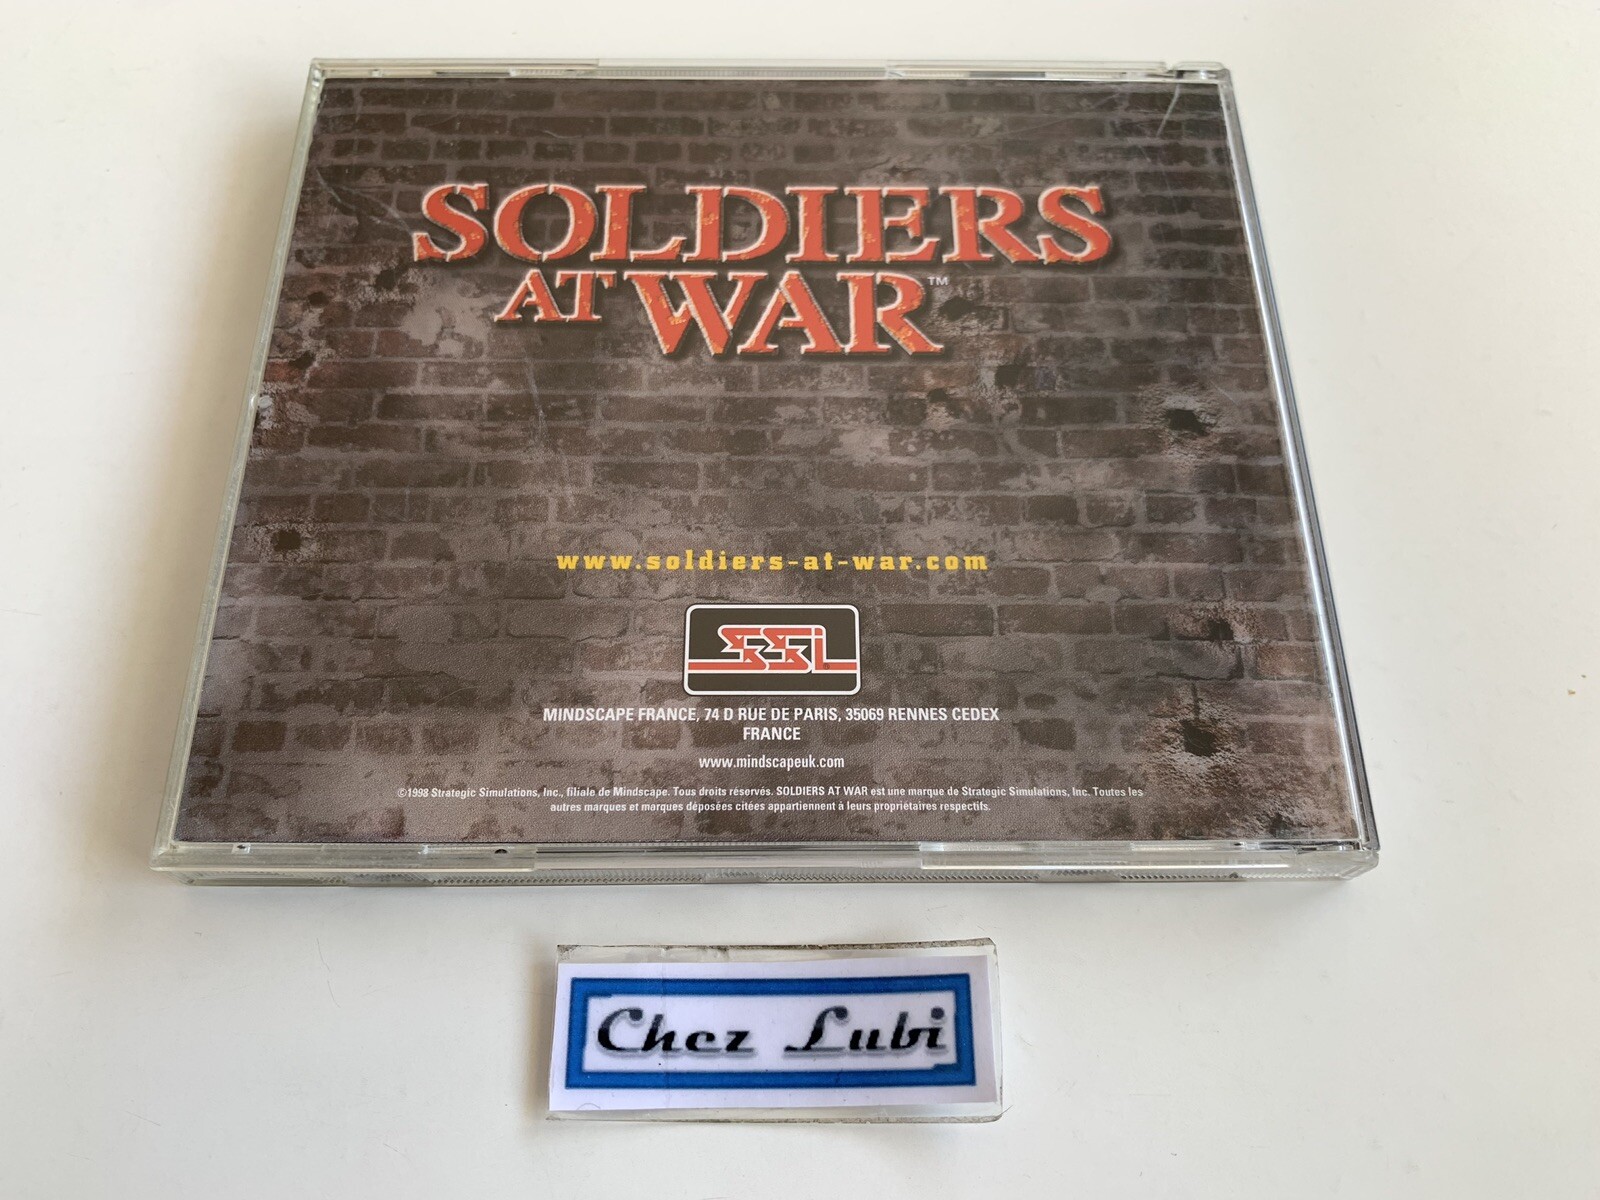 SOLDIERS
AT WAR™
www.soldiers-at-war.com
SSI
MINDSCAPE FRANCE, 74 D RUE DE PARIS, 35069 RENNES CEDEX
FRANCE
www.mindscapeuk.com
©1998 Strategic Simulations, Inc., filiale de Mindscape. Tous droits réservés. SOLDIERS AT WAR est une marque de Strategic Simulations, Inc. Toutes les
autres marques et marques déposées citées appartiennent à leurs propriétaires respectifs.
Chez Lubi